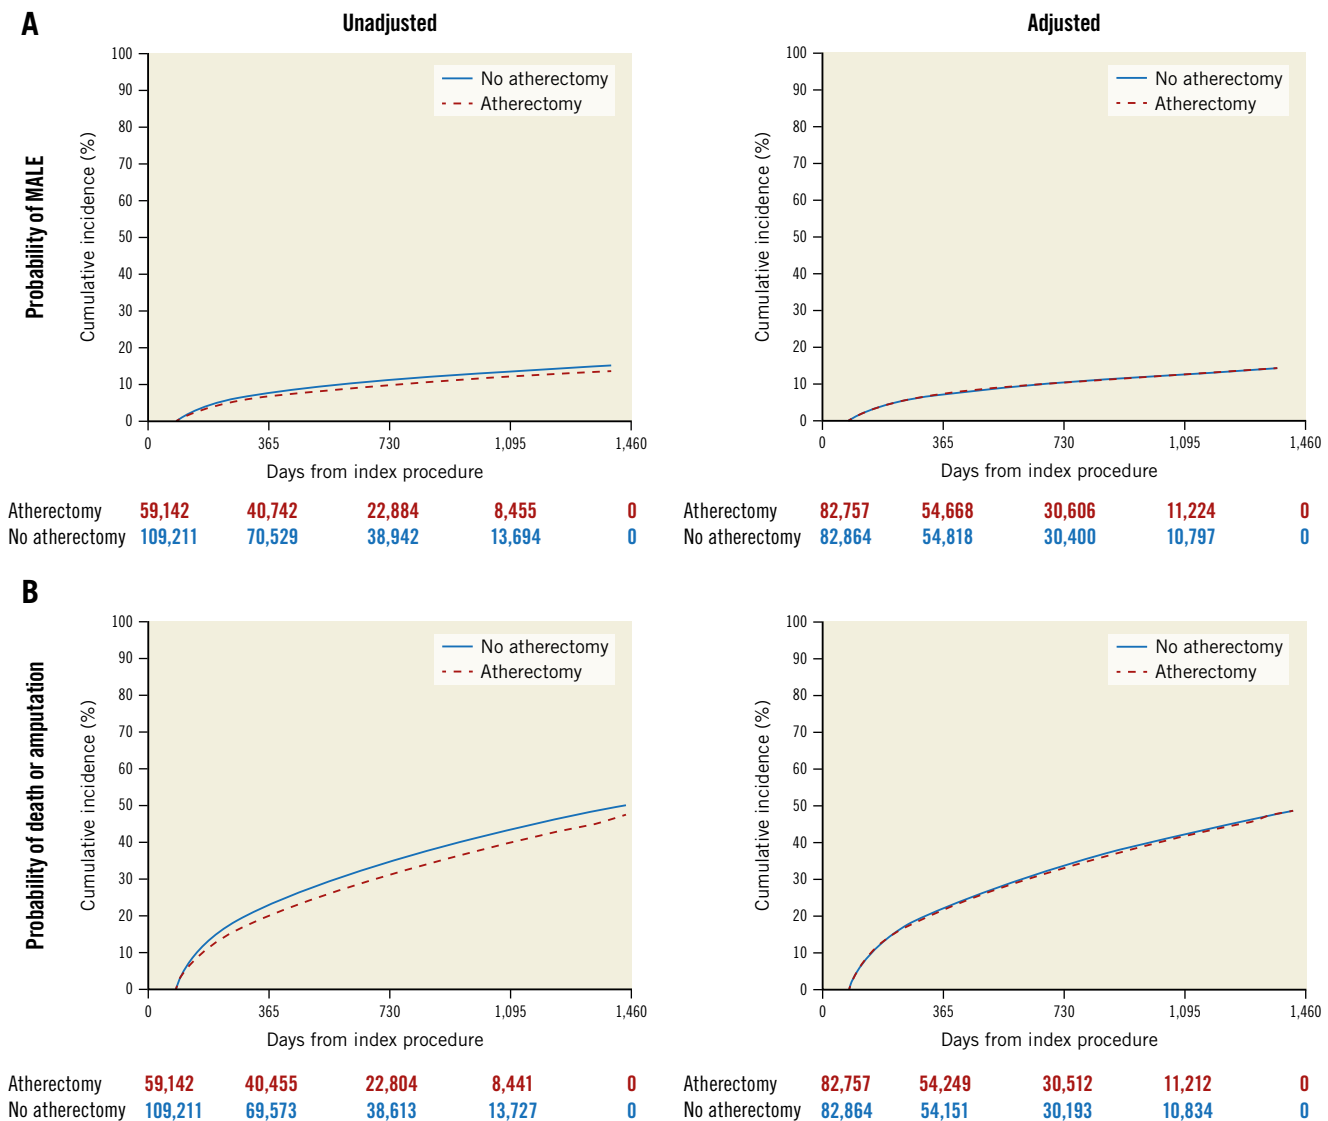 A
Unadjusted
Adjusted
Probability of MALE
Cumulative incidence (%)
100
90
80
70
60
50
40
30
20
10
0
No atherectomy
Atherectomy
0 365 730 1,095 1,460
Days from index procedure
Atherectomy 59,142 40,742 22,884 8,455 0
No atherectomy 109,211 70,529 38,942 13,694 0
Cumulative incidence (%)
100
90
80
70
60
50
40
30
20
10
0
No atherectomy
Atherectomy
0 365 730 1,095 1,460
Days from index procedure
Atherectomy 82,757 54,668 30,606 11,224 0
No atherectomy 82,864 54,818 30,400 10,797 0
B
Probability of death or amputation
Cumulative incidence (%)
100
90
80
70
60
50
40
30
20
10
0
No atherectomy
Atherectomy
0 365 730 1,095 1,460
Days from index procedure
Atherectomy 59,142 40,455 22,804 8,441 0
No atherectomy 109,211 69,573 38,613 13,727 0
Cumulative incidence (%)
100
90
80
70
60
50
40
30
20
10
0
No atherectomy
Atherectomy
0 365 730 1,095 1,460
Days from index procedure
Atherectomy 82,757 54,249 30,512 11,212 0
No atherectomy 82,864 54,151 30,193 10,834 0